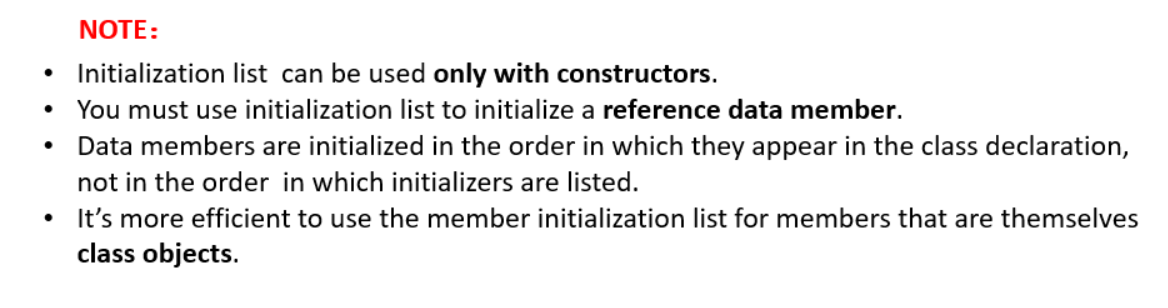 NOTE:
• Initialization list can be used only with constructors.
• You must use initialization list to initialize a reference data member.
• Data members are initialized in the order in which they appear in the class declaration,
not in the order in which initializers are listed.
• It’s more efficient to use the member initialization list for members that are themselves
class objects.